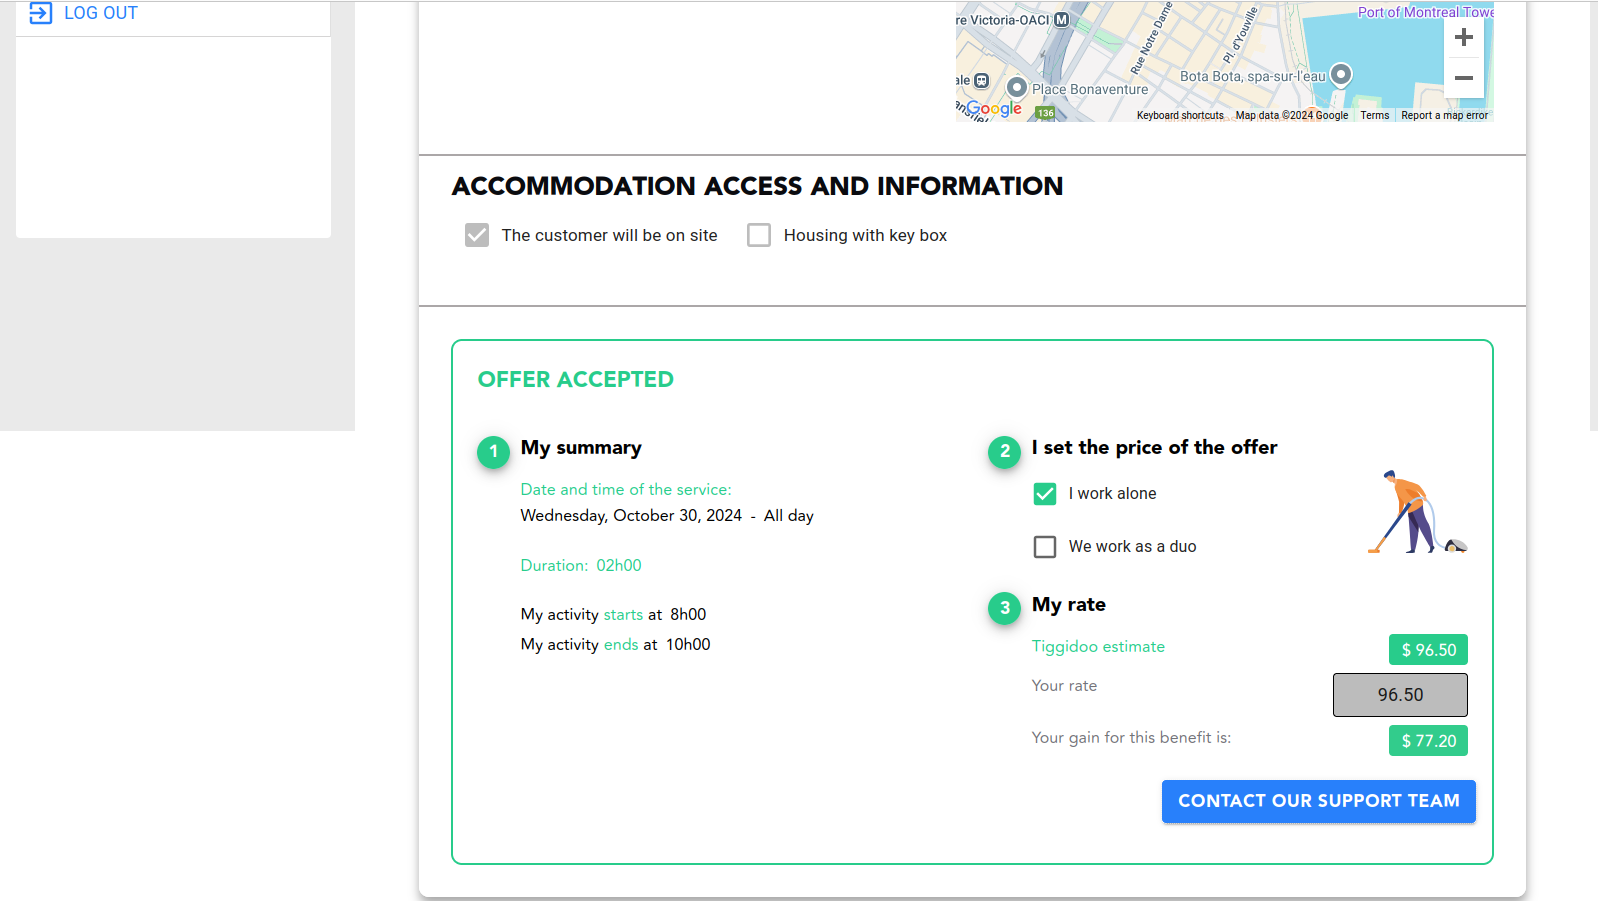 LOG OUT
re Victoria-OACI M
Rue Notre Dame
Pl. d'Youville
Port of Montreal Towe
+
Bota Bota, spa-sur-l'eau
ale
Place Bonaventure
Google
136
Keyboard shortcuts Map data ©2024 Google Terms Report a map error
ACCOMMODATION ACCESS AND INFORMATION
The customer will be on site
Housing with key box
OFFER ACCEPTED
1 My summary
Date and time of the service:
Wednesday, October 30, 2024 - All day
Duration: 02h00
My activity starts at 8h00
My activity ends at 10h00
2 I set the price of the offer
I work alone
We work as a duo
3 My rate
Tiggidoo estimate $ 96.50
Your rate 96.50
Your gain for this benefit is: $ 77.20
CONTACT OUR SUPPORT TEAM